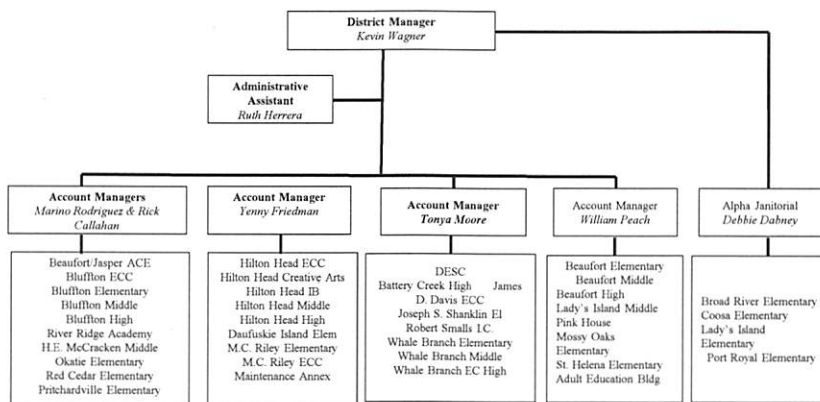 District Manager
Kevin Wagner
Administrative
Assistant
Ruth Herrera
Account Managers
Marino Rodriguez & Rick
Callahan
Account Manager
Yenny Friedman
Account Manager
Tonya Moore
Account Manager
William Peach
Alpha Janitorial
Debbie Dabney
Beaufort/Jasper ACE
Bluffton ECC
Bluffton Elementary
Bluffton Middle
Bluffton High
River Ridge Academy
H.E. McCracken Middle
Okatie Elementary
Red Cedar Elementary
Pritchardville Elementary
Hilton Head ECC
Hilton Head Creative Arts
Hilton Head IB
Hilton Head Middle
Hilton Head High
Daufuskie Island Elem
M.C. Riley Elementary
M.C. Riley ECC
Maintenance Annex
DESC
Battery Creek High James
D. Davis ECC
Joseph S. Shanklin El
Robert Smalls I.C.
Whale Branch Elementary
Whale Branch Middle
Whale Branch EC High
Beaufort Elementary
Beaufort Middle
Beaufort High
Lady's Island Middle
Pink House
Mossy Oaks
Elementary
St. Helena Elementary
Adult Education Bldg
Broad River Elementary
Coosa Elementary
Lady's Island
Elementary
Port Royal Elementary